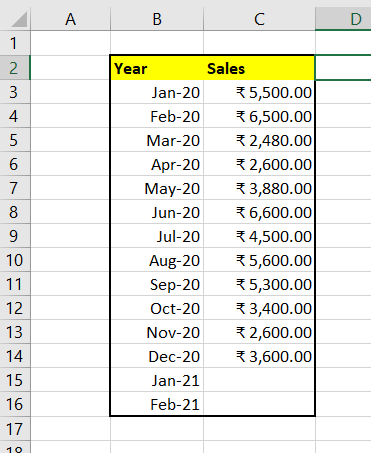 A B C D
1
2 Year Sales
3 Jan-20 ₹ 5,500.00
4 Feb-20 ₹ 6,500.00
5 Mar-20 ₹ 2,480.00
6 Apr-20 ₹ 2,600.00
7 May-20 ₹ 3,880.00
8 Jun-20 ₹ 6,600.00
9 Jul-20 ₹ 4,500.00
10 Aug-20 ₹ 5,600.00
11 Sep-20 ₹ 5,300.00
12 Oct-20 ₹ 3,400.00
13 Nov-20 ₹ 2,600.00
14 Dec-20 ₹ 3,600.00
15 Jan-21
16 Feb-21
17
18